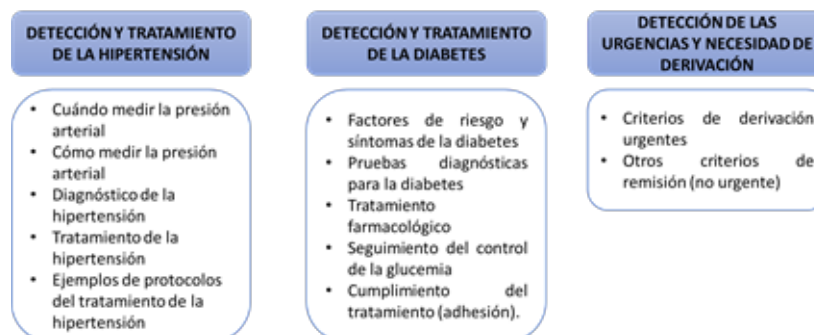 DETECCIÓN Y TRATAMIENTO
DE LA HIPERTENSIÓN
• Cuándo medir la presión
arterial
• Cómo medir la presión
arterial
• Diagnóstico de la
hipertensión
• Tratamiento de la
hipertensión
• Ejemplos de protocolos
del tratamiento de la
hipertensión
DETECCIÓN Y TRATAMIENTO
DE LA DIABETES
• Factores de riesgo y
síntomas de la diabetes
• Pruebas diagnósticas
para la diabetes
• Tratamiento
farmacológico
• Seguimiento del control
de la glucemia
• Cumplimiento del
tratamiento (adhesión).
DETECCIÓN DE LAS
URGENCIAS Y NECESIDAD DE
DERIVACIÓN
• Criterios de derivación
urgentes
• Otros criterios de
remisión (no urgente)